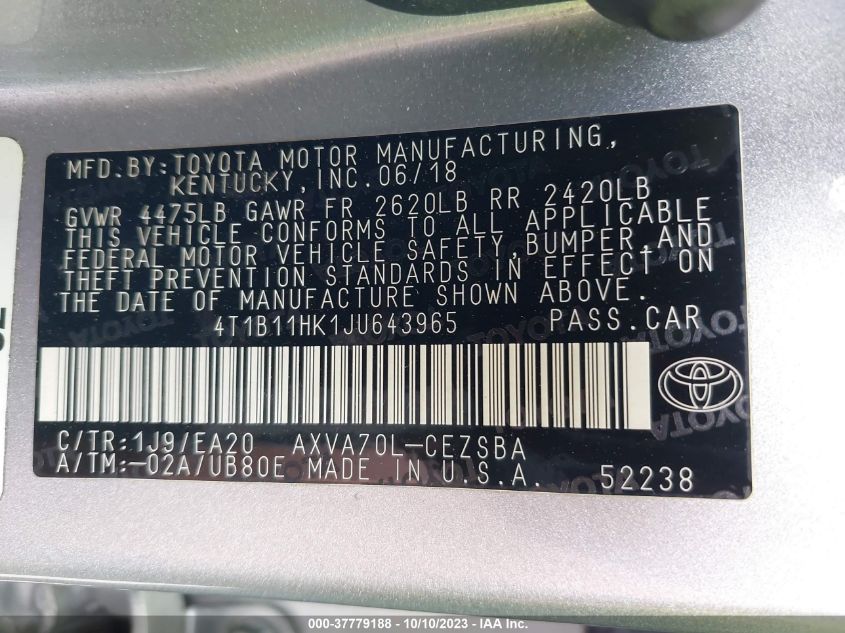 MFD.BY:TOYOTA MOTOR MANUFACTURING,
KENTUCKY, INC.06/18
GVWR 4475LB GAWR FR 2620LB RR 2420LB
THIS VEHICLE CONFORMS TO ALL APPLICABLE
FEDERAL MOTOR VEHICLE SAFETY,BUMPER,AND
THEFT PREVENTION STANDARDS IN EFFECT ON
THE DATE OF MANUFACTURE SHOWN ABOVE.
4T1B11HK1JU643965 PASS.CAR
C/TR:1J9/EA20 AXVA70L-CEZSBA
A/TM:-02A/UB80E MADE IN U.S.A. 52238
000-37779188 - 10/10/2023 - IAA Inc.